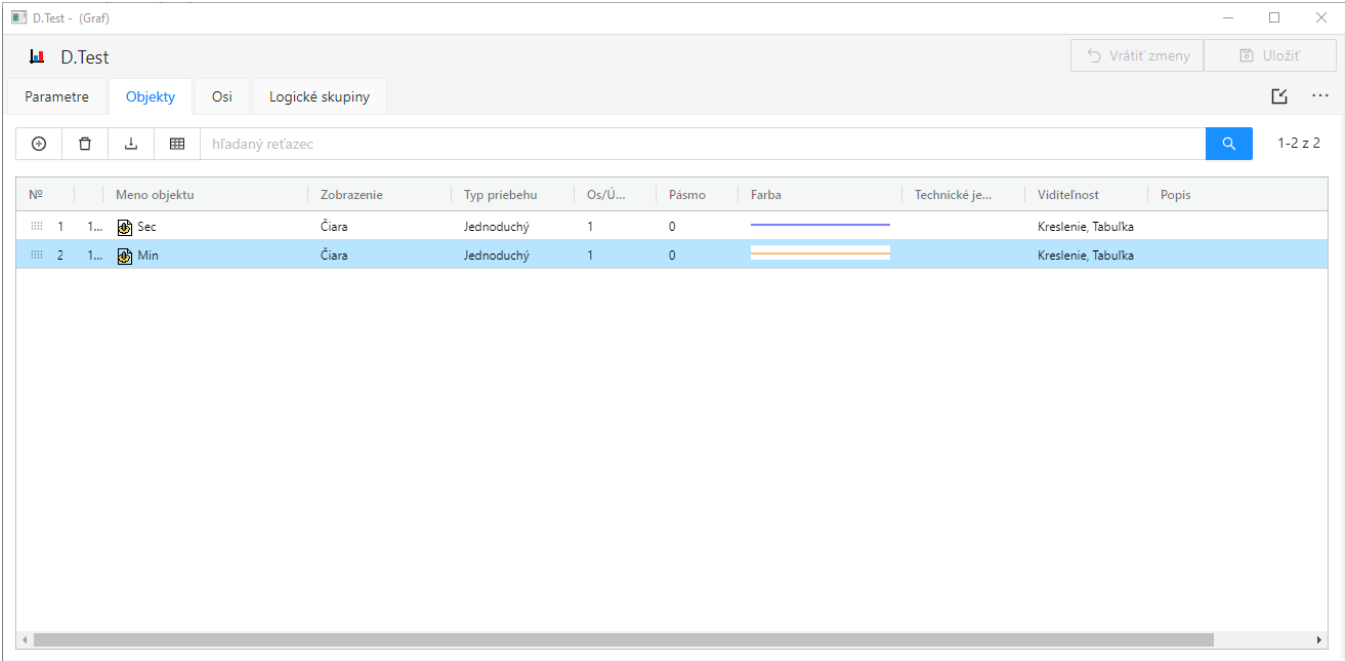 D.Test - (Graf)
D.Test
Vrátiť zmeny
Uložiť
Parametre Objekty Osi Logické skupiny
hľadaný reťazec
1-2 z 2
Nº Meno objektu Zobrazenie Typ priebehu Os/Ú... Pásmo Farba Technické je... Viditeľnost Popis
1 1... Sec Čiara Jednoduchý 1 0 Kreslenie, Tabuľka
2 1... Min Čiara Jednoduchý 1 0 Kreslenie, Tabuľka